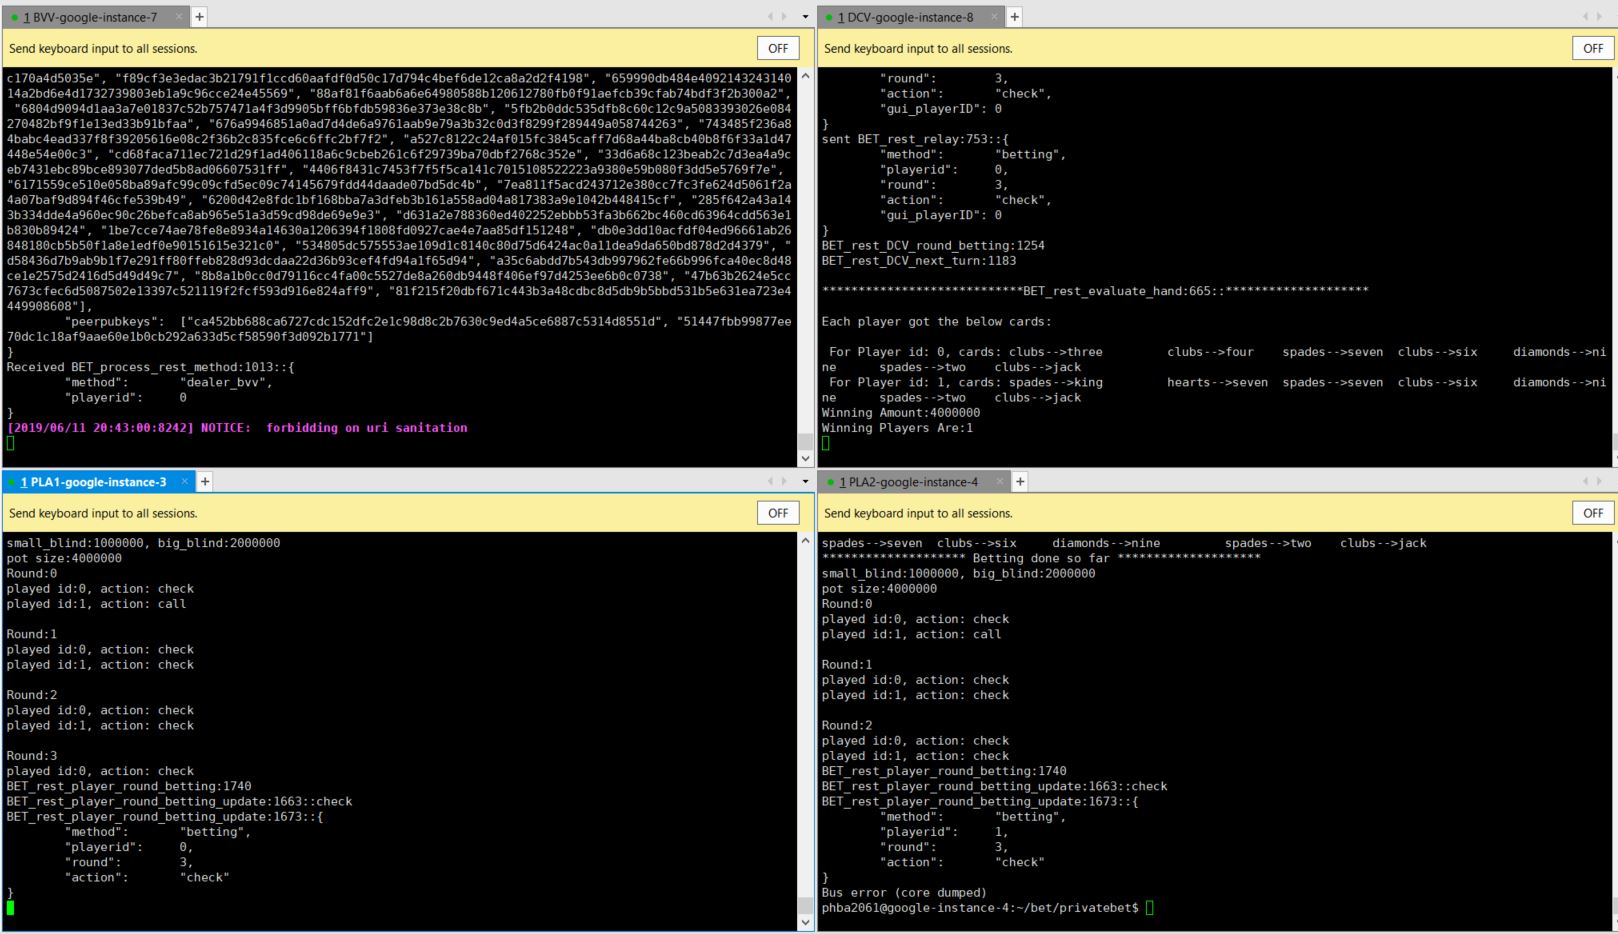 1 BVV-google-instance-7
Send keyboard input to all sessions.
OFF
c170a4d5035e", "f89cf3e3edac3b21791f1ccd60aafdf0d50c17d794c4bef6de12ca8a2d2f4198", "659990db484e4092143243140
14a2bd6e4d1732739803eb1a9c96cce24e45569", "88af81f6aab6a6e64980588b120612780fb0f91aefcb39cfab74bdf3f2b300a2",
"6804d9094d1aa3a7e01837c52b757471a4f3d9905bff6bfdb59836e373e38c8b", "5fb2b0ddc535dfb8c60c12c9a5083393026e084
270482bf9f1e13ed33b91bfaa", "676a9946851a0ad7d4de6a9761aab9e79a3b32c0d3f8299f289449a058744263", "743485f236a8
4babc4ead337f8f39205616e08c2f36b2c835fce6c6ffc2bf7f2", "a527c8122c24af015fc3845caff7d68a44ba8cb40b8f6f33a1d47
448e54e00c3", "cd68faca711ec721d29f1ad406118a6c9cbeb261c6f29739ba70dbf2768c352e", "33d6a68c123beab2c7d3ea4a9c
eb7431ebc89bce893077ded5b8ad06607531ff", "4406f8431c7453f7f5f5ca141c7015108522223a9380e59b080f3dd5e5769f7e",
"6171559ce510e058ba89afc99c09cfd5ec09c74145679fdd44daade07bd5dc4b", "7ea811f5acd243712e380cc7fc3fe624d5061f2a
4a07baf9d894f46cfe539b49", "6200d42e8fdc1bf168bba7a3dfeb3b161a558ad04a817383a9e1042b448415cf", "285f642a43a14
3b334dde4a960ec90c26befca8ab965e51a3d59cd98de69e9e3", "d631a2e788360ed402252ebbb53fa3b662bc460cd63964cdd563e1
b830b89424", "1be7cce74ae78fe8e8934a14630a1206394f1808fd0927cae4e7aa85df151248", "db0e3dd10acfdf04ed96661ab26
848180cb5b50f1a8e1edf0e90151615e321c0", "534805dc575553ae109d1c8140c80d75d6424ac0a11dea9da650bd878d2d4379", "
d58436d7b9ab9b1f7e291ff80ffeb828d93dcdaa22d36b93cef4fd94a1f65d94", "a35c6abdd7b543db997962fe66b996fca40ec8d48
ce1e2575d2416d5d49d49c7", "8b8a1b0cc0d79116cc4fa00c5527de8a260db9448f406ef97d4253ee6b0c0738", "47b63b2624e5cc
7673cfec6d5087502e13397c521119f2fcf593d916e824aff9", "81f215f20dbf671c443b3a48cdbc8d5db9b5bbd531b5e631ea723e4
449908608"],
"peerpubkeys": ["ca452bb688ca6727cdc152dfc2e1c98d8c2b7630c9ed4a5ce6887c5314d8551d", "51447fbb99877ee
70dc1c18af9aae60e1b0cb292a633d5cf58590f3d092b1771"]
}
Received BET_process_rest_method:1013::{
"method": "dealer_bvv",
"playerid": 0
}
[2019/06/11 20:43:00:8242] NOTICE: forbidding on uri sanitation
1 DCV-google-instance-8
Send keyboard input to all sessions.
OFF
"round": 3,
"action": "check",
"gui_playerID": 0
}
sent BET_rest_relay:753::{
"method": "betting",
"playerid": 0,
"round": 3,
"action": "check",
"gui_playerID": 0
}
BET_rest_DCV_round_betting:1254
BET_rest_DCV_next_turn:1183
****************************BET_rest_evaluate_hand:665::********************
Each player got the below cards:
For Player id: 0, cards: clubs-->three clubs-->four spades-->seven clubs-->six diamonds-->ni
ne spades-->two clubs-->jack
For Player id: 1, cards: spades-->king hearts-->seven spades-->seven clubs-->six diamonds-->ni
ne spades-->two clubs-->jack
Winning Amount:4000000
Winning Players Are:1
1 PLA1-google-instance-3
Send keyboard input to all sessions.
OFF
small_blind:1000000, big_blind:2000000
pot size:4000000
Round:0
played id:0, action: check
played id:1, action: call
Round:1
played id:0, action: check
played id:1, action: check
Round:2
played id:0, action: check
played id:1, action: check
Round:3
played id:0, action: check
BET_rest_player_round_betting:1740
BET_rest_player_round_betting_update:1663::check
BET_rest_player_round_betting_update:1673::{
"method": "betting",
"playerid": 0,
"round": 3,
"action": "check"
}
1 PLA2-google-instance-4
Send keyboard input to all sessions.
OFF
spades-->seven clubs-->six diamonds-->nine spades-->two clubs-->jack
******************** Betting done so far ********************
small_blind:1000000, big_blind:2000000
pot size:4000000
Round:0
played id:0, action: check
played id:1, action: call
Round:1
played id:0, action: check
played id:1, action: check
Round:2
played id:0, action: check
played id:1, action: check
BET_rest_player_round_betting:1740
BET_rest_player_round_betting_update:1663::check
BET_rest_player_round_betting_update:1673::{
"method": "betting",
"playerid": 1,
"round": 3,
"action": "check"
}
Bus error (core dumped)
phba2061@google-instance-4:~/bet/privatebet$